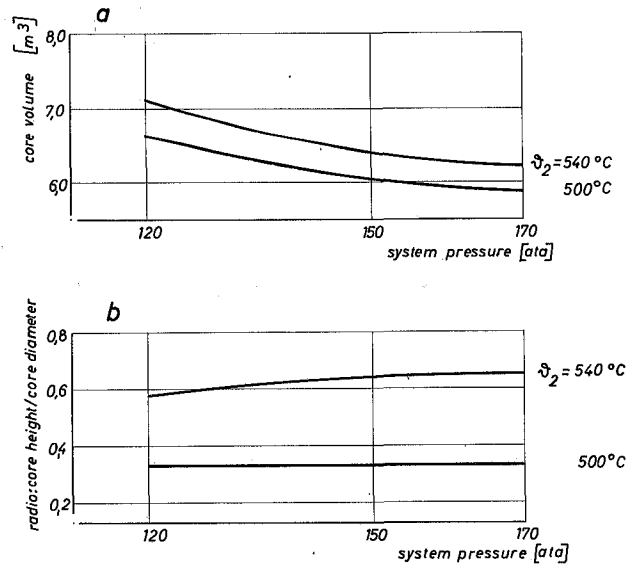 a
core volume [m³]
8,0
7,0
6,0
ϑ₂ = 540 °C
500°C
120
150
170
system pressure [ata]
b
radio: core height/core diameter
0,8
0,6
0,4
0,2
ϑ₂ = 540 °C
500°C
120
150
170
system pressure [ata]